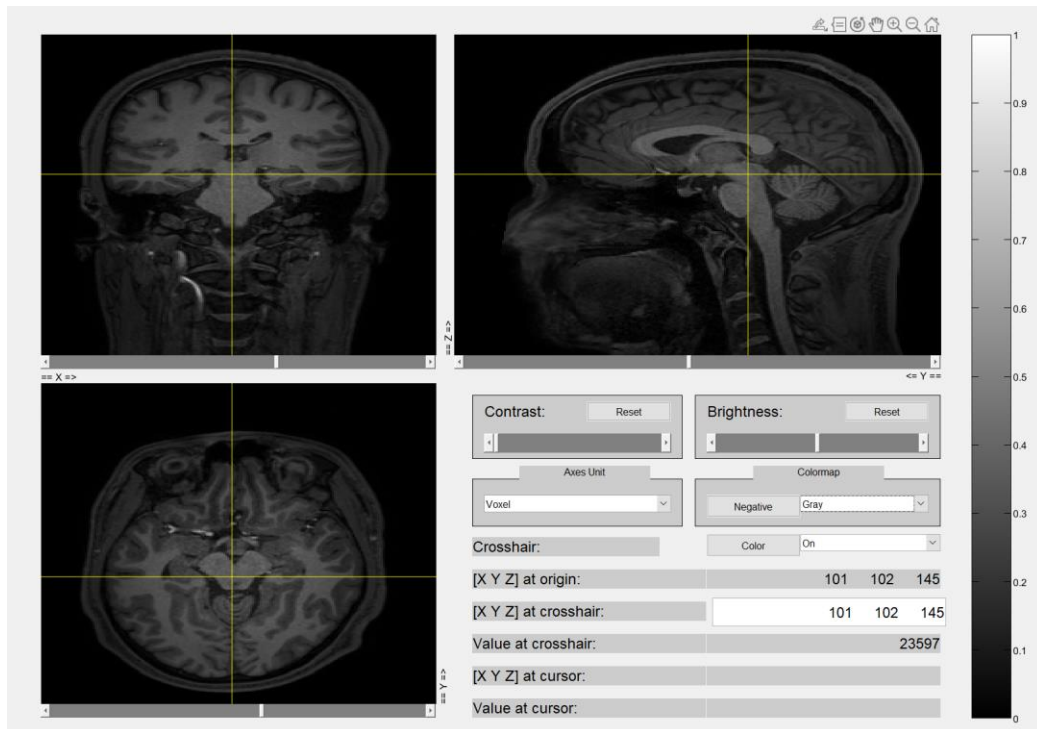 1
0.9
0.8
0.7
0.6
0.5
0.4
0.3
0.2
0.1
0
== Z =>
== X =>
<= Y ==
== Y =>
Contrast: Reset
Brightness: Reset
Axes Unit
Voxel
Colormap
Negative Gray
Crosshair: Color On
[X Y Z] at origin: 101 102 145
[X Y Z] at crosshair: 101 102 145
Value at crosshair: 23597
[X Y Z] at cursor:
Value at cursor: